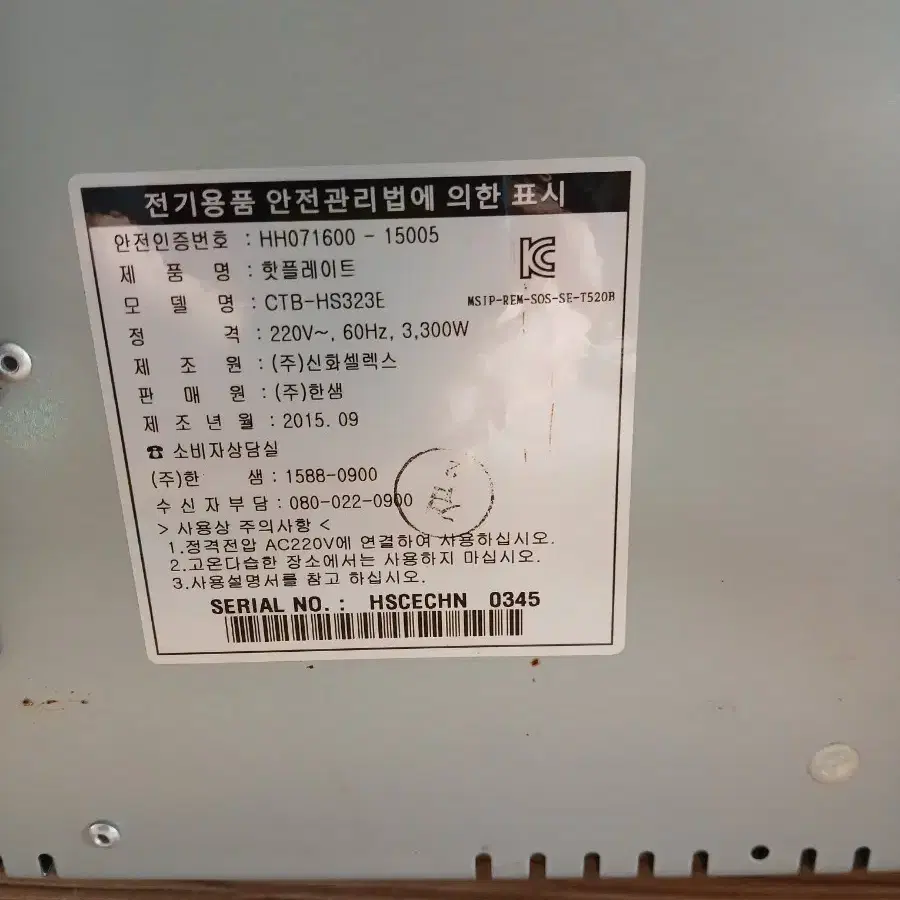 전기용품 안전관리법에 의한 표시
안전인증번호 : HH071600 - 15005
제 품 명 : 핫플레이트
모 델 명 : CTB-HS323E
MSIP-REM-SOS-SE-T520B
정 격 : 220V~, 60Hz, 3,300W
제 조 원 : (주)신화셀렉스
판 매 원 : (주)한샘
제 조 년 월 : 2015. 09
☎ 소비자상담실
(주)한 샘 : 1588-0900
수 신 자 부 담 : 080-022-0900
> 사용상 주의사항 <
1.정격전압 AC220V에 연결하여 사용하십시오.
2.고온다습한 장소에서는 사용하지 마십시오.
3.사용설명서를 참고 하십시오.
SERIAL NO. : HSCECHN 0345